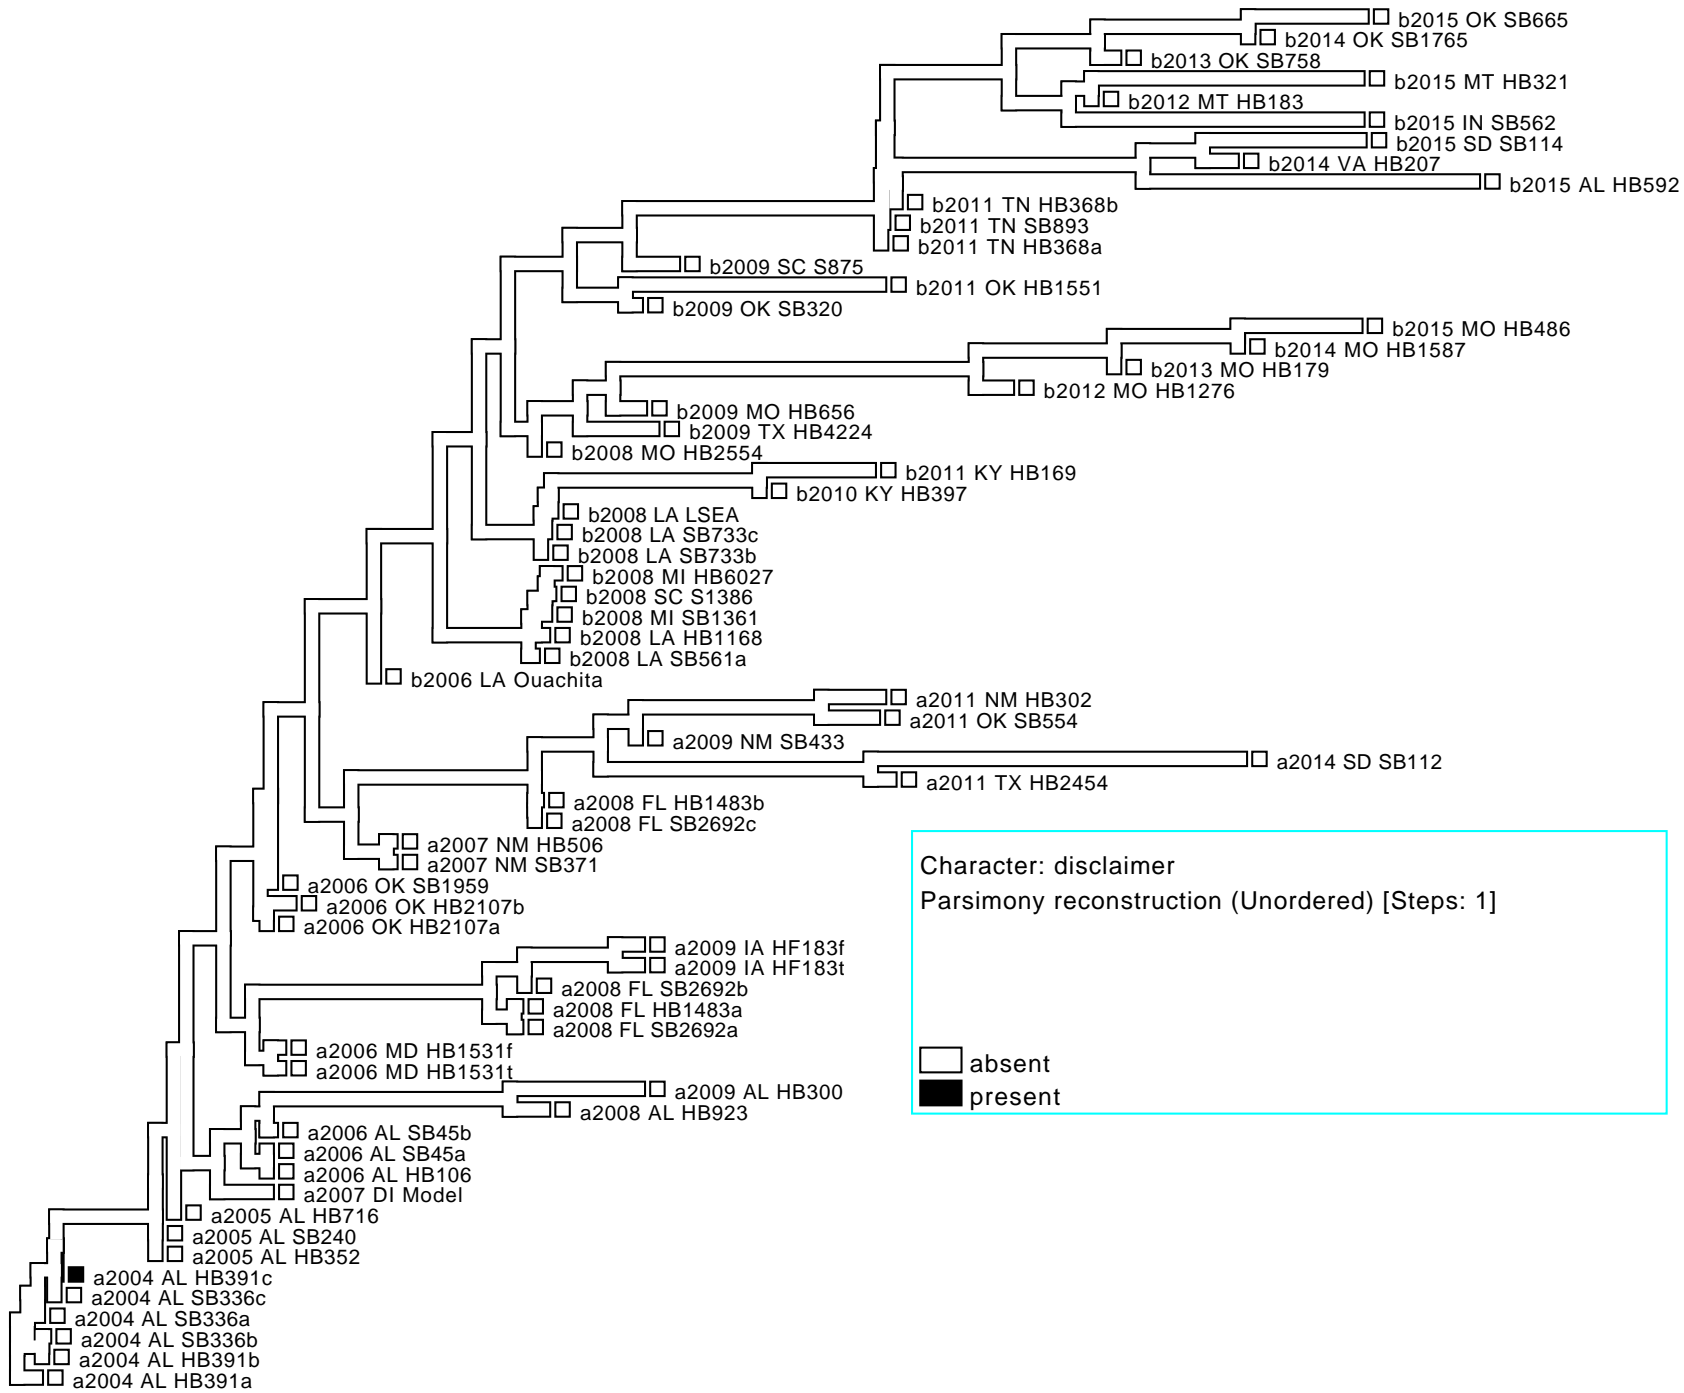 b2015 OK SB665
b2014 OK SB1765
b2013 OK SB758
b2015 MT HB321
b2012 MT HB183
b2015 IN SB562
b2015 SD SB114
b2014 VA HB207
b2015 AL HB592
b2011 TN HB368b
b2011 TN SB893
b2011 TN HB368a
b2009 SC S875
b2011 OK HB1551
b2009 OK SB320
b2015 MO HB486
b2014 MO HB1587
b2013 MO HB179
b2012 MO HB1276
b2009 MO HB656
b2009 TX HB4224
b2008 MO HB2554
b2011 KY HB169
b2010 KY HB397
b2008 LA LSEA
b2008 LA SB733c
b2008 LA SB733b
b2008 MI HB6027
b2008 SC S1386
b2008 MI SB1361
b2008 LA HB1168
b2008 LA SB561a
b2006 LA Ouachita
a2011 NM HB302
a2011 OK SB554
a2009 NM SB433
a2014 SD SB112
a2011 TX HB2454
a2008 FL HB1483b
a2008 FL SB2692c
a2007 NM HB506
a2007 NM SB371
a2006 OK SB1959
a2006 OK HB2107b
a2006 OK HB2107a
a2009 IA HF183f
a2009 IA HF183t
a2008 FL SB2692b
a2008 FL HB1483a
a2008 FL SB2692a
a2006 MD HB1531f
a2006 MD HB1531t
a2009 AL HB300
a2008 AL HB923
a2006 AL SB45b
a2006 AL SB45a
a2006 AL HB106
a2007 DI Model
a2005 AL HB716
a2005 AL SB240
a2005 AL HB352
a2004 AL HB391c
a2004 AL SB336c
a2004 AL SB336a
a2004 AL SB336b
a2004 AL HB391b
a2004 AL HB391a
Character: disclaimer
Parsimony reconstruction (Unordered) [Steps: 1]
absent
present